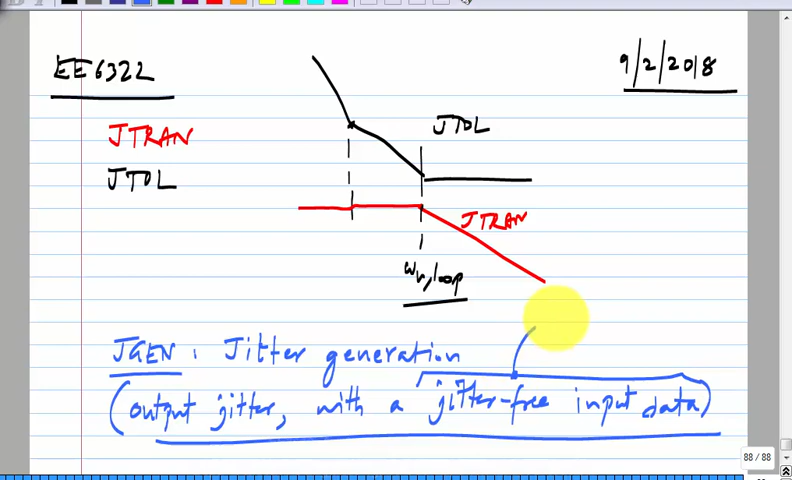 EE6322
9/2/2018
JTRAN
JTOL
JTOL
JTRAN
ωu,loop
JGEN : Jitter generation
(output jitter, with a jitter-free input data)
88 / 88